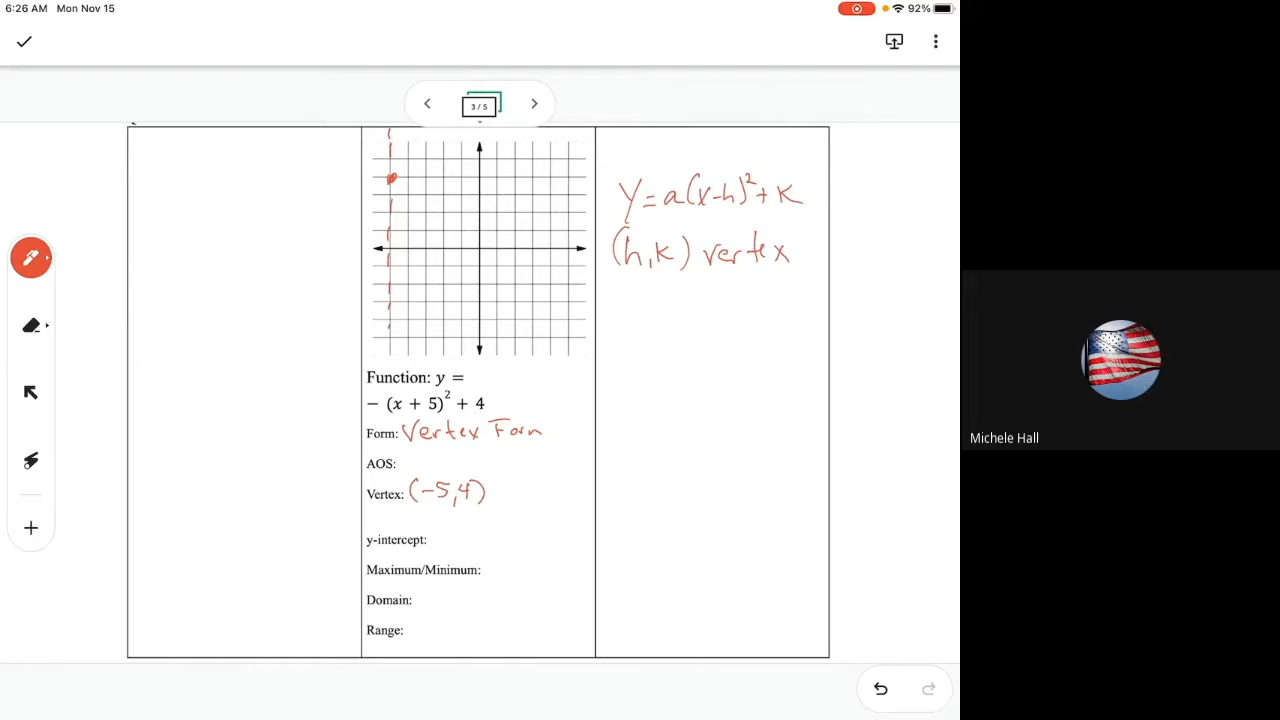 6:26 AM Mon Nov 15
92%
3 / 5
y=a(x-h)²+k
(h,k) vertex
Function: y =
− (x + 5)² + 4
Form: Vertex Form
AOS:
Vertex: (-5,4)
y-intercept:
Maximum/Minimum:
Domain:
Range:
Michele Hall